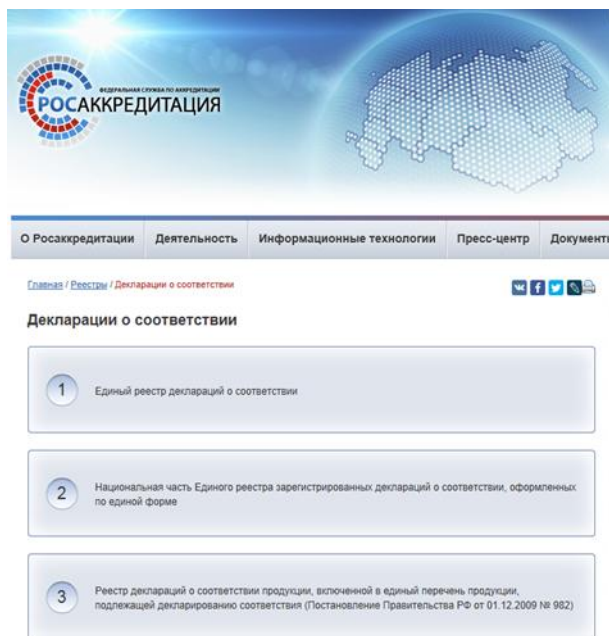 ФЕДЕРАЛЬНАЯ СЛУЖБА ПО АККРЕДИТАЦИИ
РОСАККРЕДИТАЦИЯ
О Росаккредитации Деятельность Информационные технологии Пресс-центр Документы
Главная / Реестры / Декларации о соответствии
Декларации о соответствии
1
Единый реестр деклараций о соответствии
2
Национальная часть Единого реестра зарегистрированных деклараций о соответствии, оформленных
по единой форме
3
Реестр деклараций о соответствии продукции, включенной в единый перечень продукции,
подлежащей декларированию соответствия (Постановление Правительства РФ от 01.12.2009 № 982)